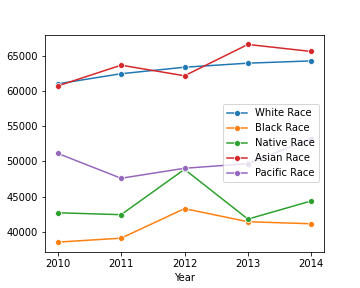 65000
60000
55000
50000
45000
40000
White Race
Black Race
Native Race
Asian Race
Pacific Race
2010 2011 2012 2013 2014
Year